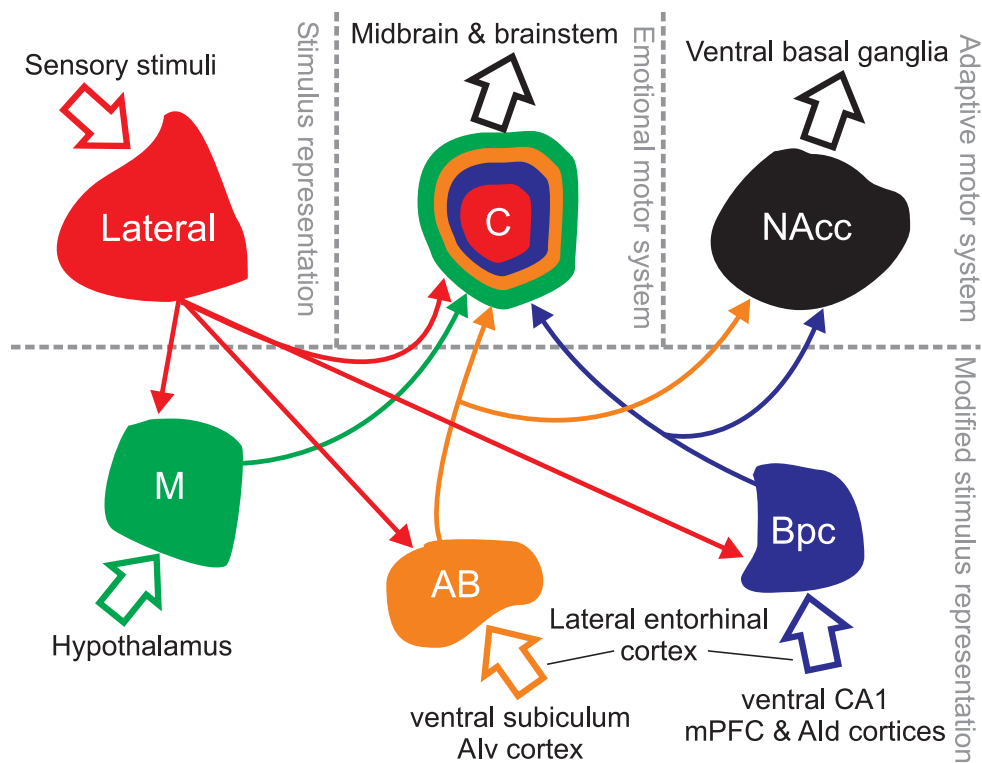 Sensory stimuli
Lateral
Stimulus representation
Midbrain & brainstem
C
Emotional motor system
Ventral basal ganglia
NAcc
Adaptive motor system
M
Hypothalamus
AB
Lateral entorhinal
cortex
ventral subiculum
AIv cortex
Bpc
ventral CA1
mPFC & AId cortices
Modified stimulus representation